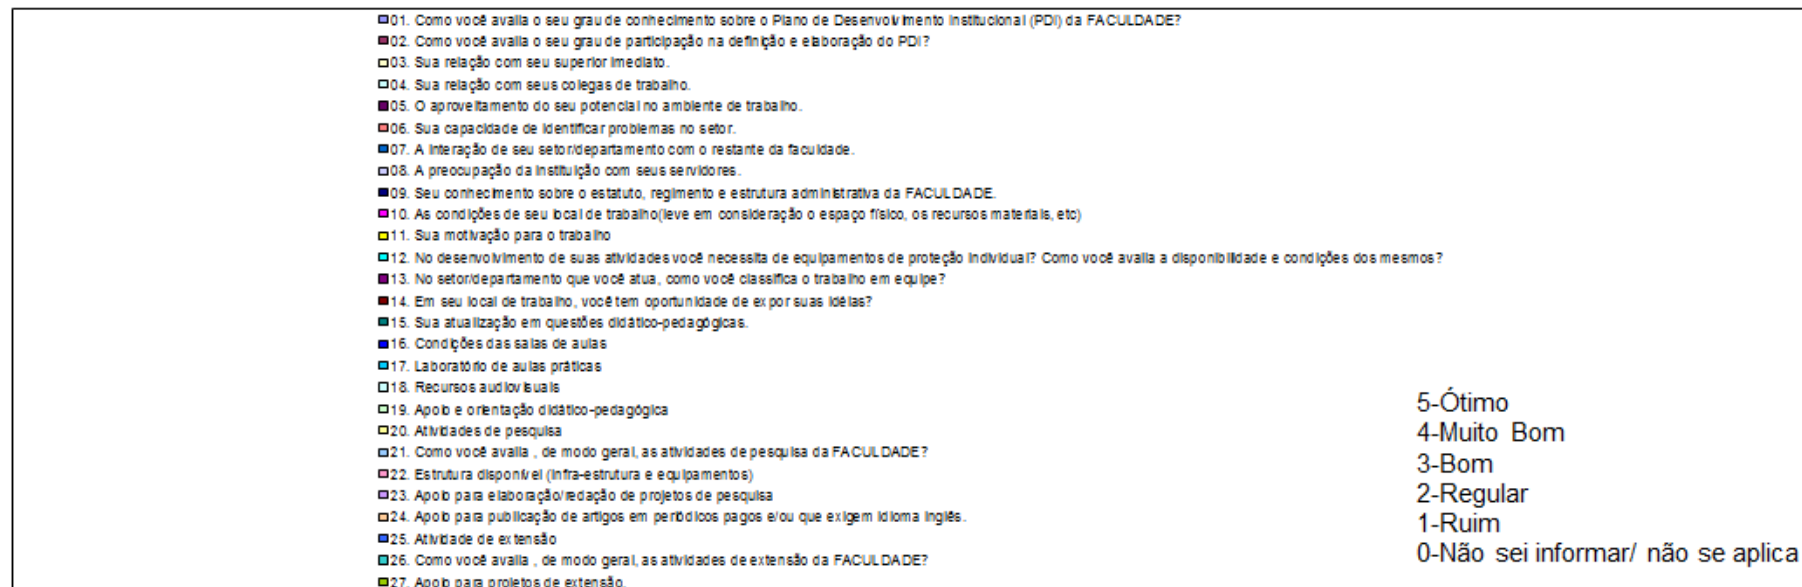 01. Como você avalia o seu grau de conhecimento sobre o Plano de Desenvolvimento Institucional (PDI) da FACULDADE?
02. Como você avalia o seu grau de participação na definição e elaboração do PDI?
03. Sua relação com seu superior imediato.
04. Sua relação com seus colegas de trabalho.
05. O aproveitamento do seu potencial no ambiente de trabalho.
06. Sua capacidade de identificar problemas no setor.
07. A interação de seu setor/departamento com o restante da faculdade.
08. A preocupação da instituição com seus servidores.
09. Seu conhecimento sobre o estatuto, regimento e estrutura administrativa da FACULDADE.
10. As condições de seu local de trabalho(leve em consideração o espaço físico, os recursos materiais, etc)
11. Sua motivação para o trabalho
12. No desenvolvimento de suas atividades você necessita de equipamentos de proteção individual? Como você avalia a disponibilidade e condições dos mesmos?
13. No setor/departamento que você atua, como você classifica o trabalho em equipe?
14. Em seu local de trabalho, você tem oportunidade de expor suas idéias?
15. Sua atualização em questões didático-pedagógicas.
16. Condições das salas de aulas
17. Laboratório de aulas práticas
18. Recursos audiovisuais
19. Apoio e orientação didático-pedagógica
20. Atividades de pesquisa
21. Como você avalia , de modo geral, as atividades de pesquisa da FACULDADE?
22. Estrutura disponível (infra-estrutura e equipamentos)
23. Apoio para elaboração/redação de projetos de pesquisa
24. Apoio para publicação de artigos em periódicos pagos e/ou que exigem idioma inglês.
25. Atividade de extensão
26. Como você avalia , de modo geral, as atividades de extensão da FACULDADE?
27. Apoio para projetos de extensão.
5-Ótimo
4-Muito Bom
3-Bom
2-Regular
1-Ruim
0-Não sei informar/ não se aplica